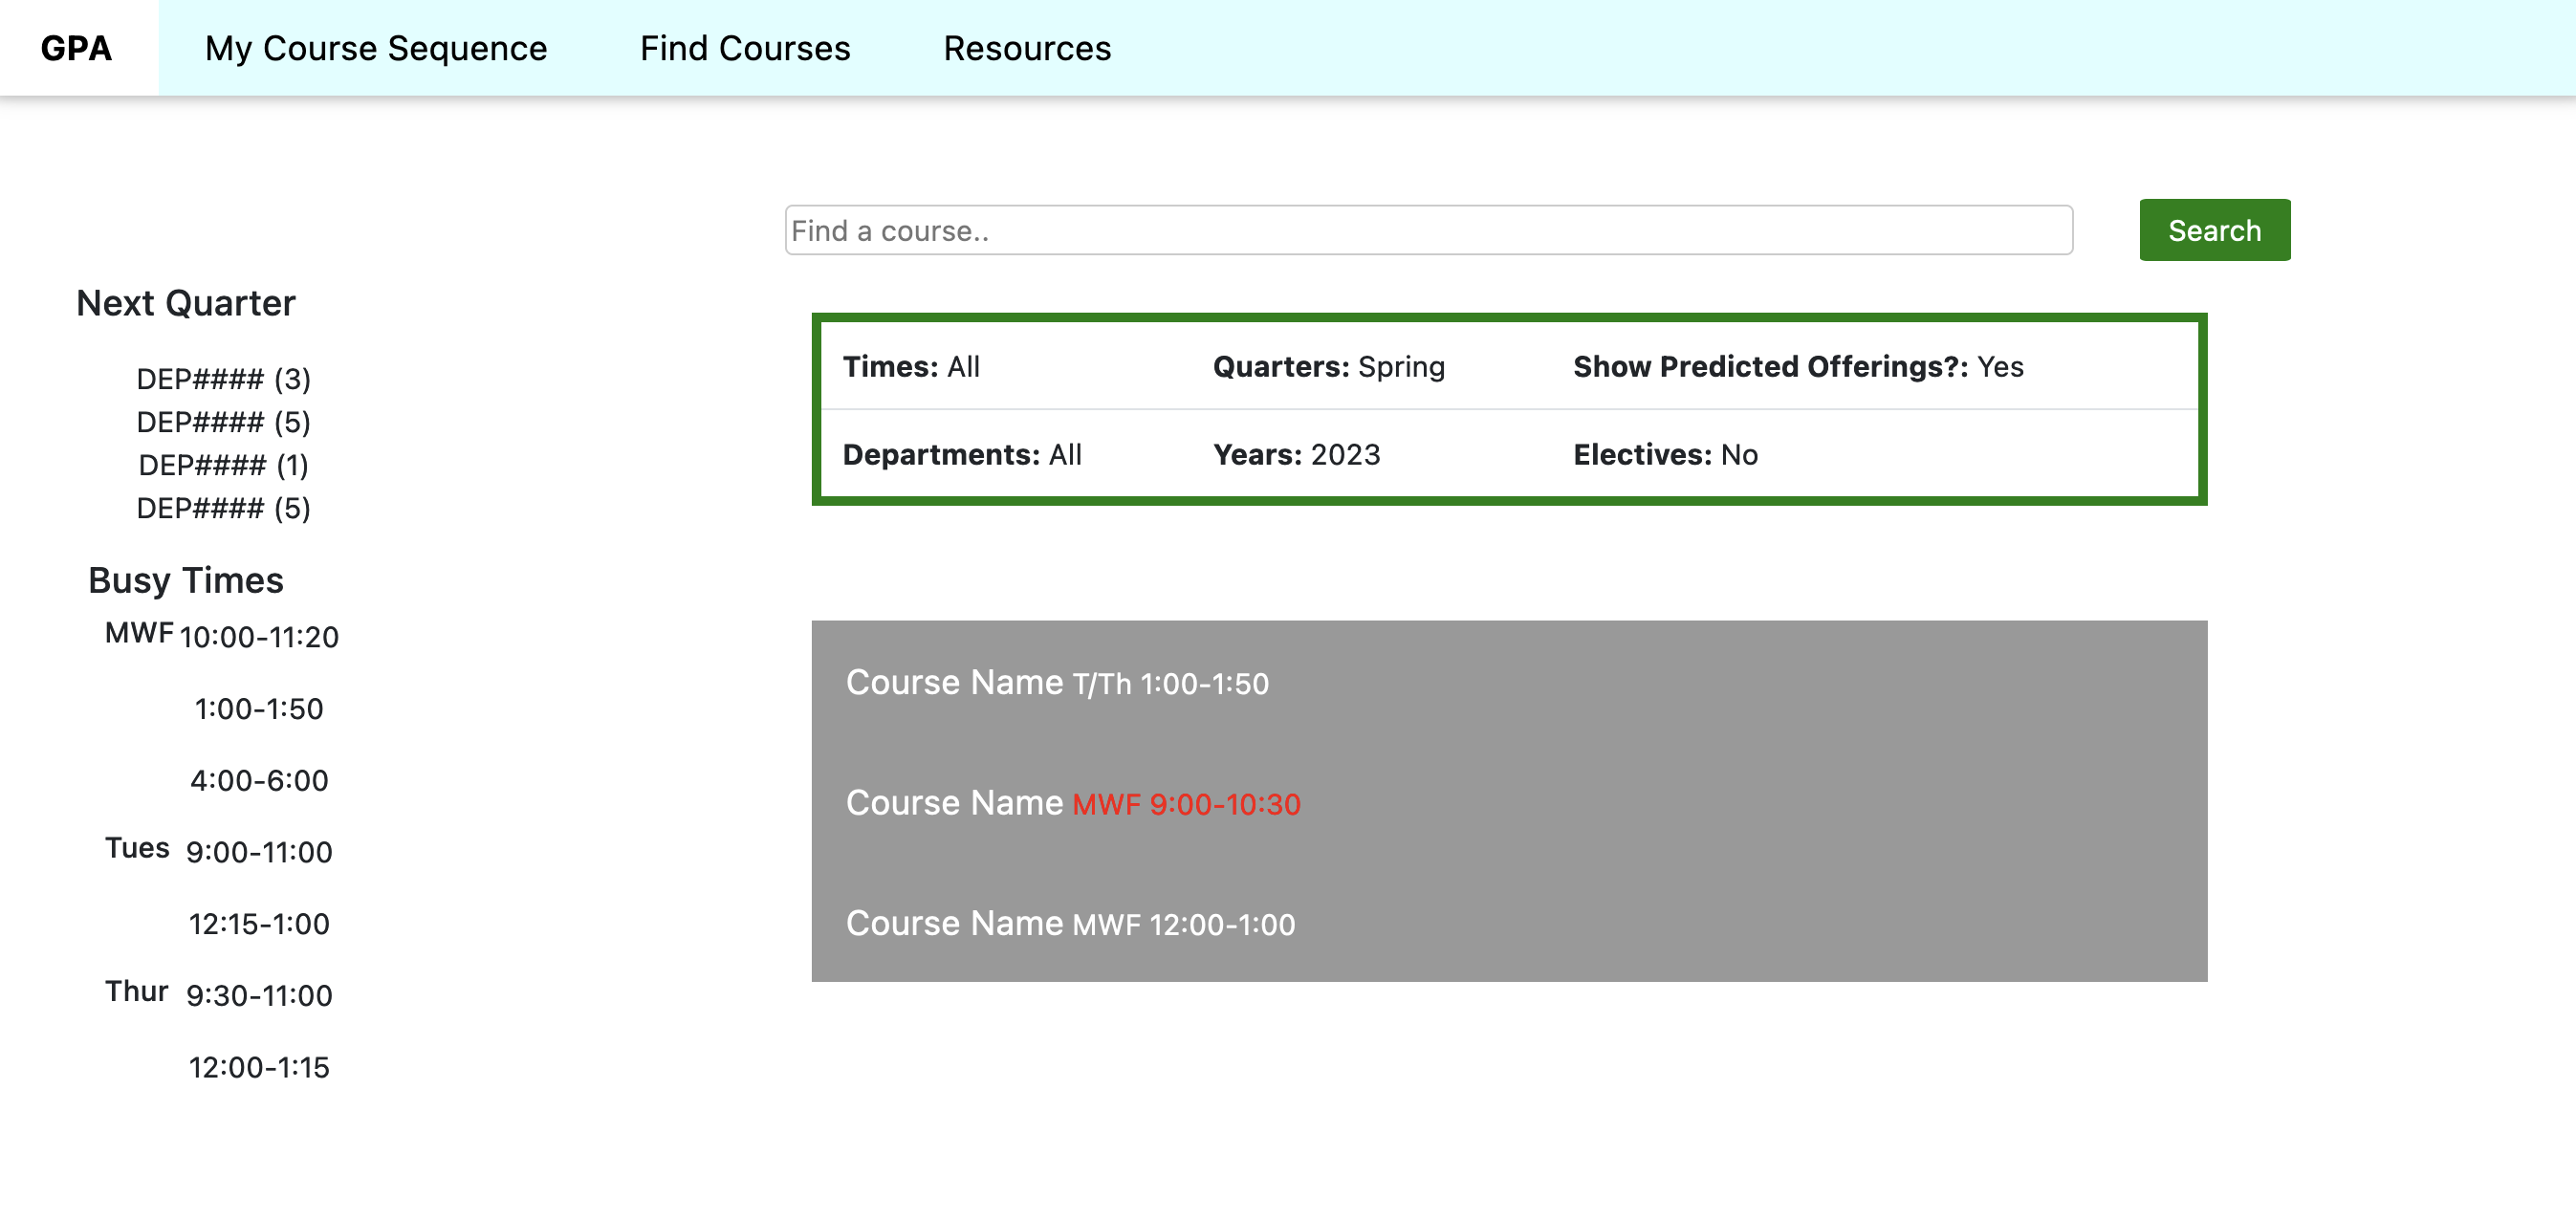 GPA My Course Sequence Find Courses Resources
Find a course.. Search
Next Quarter
DEP#### (3)
DEP#### (5)
DEP#### (1)
DEP#### (5)
Busy Times
MWF 10:00-11:20
1:00-1:50
4:00-6:00
Tues 9:00-11:00
12:15-1:00
Thur 9:30-11:00
12:00-1:15
Times: All Quarters: Spring Show Predicted Offerings?: Yes
Departments: All Years: 2023 Electives: No
Course Name T/Th 1:00-1:50
Course Name MWF 9:00-10:30
Course Name MWF 12:00-1:00